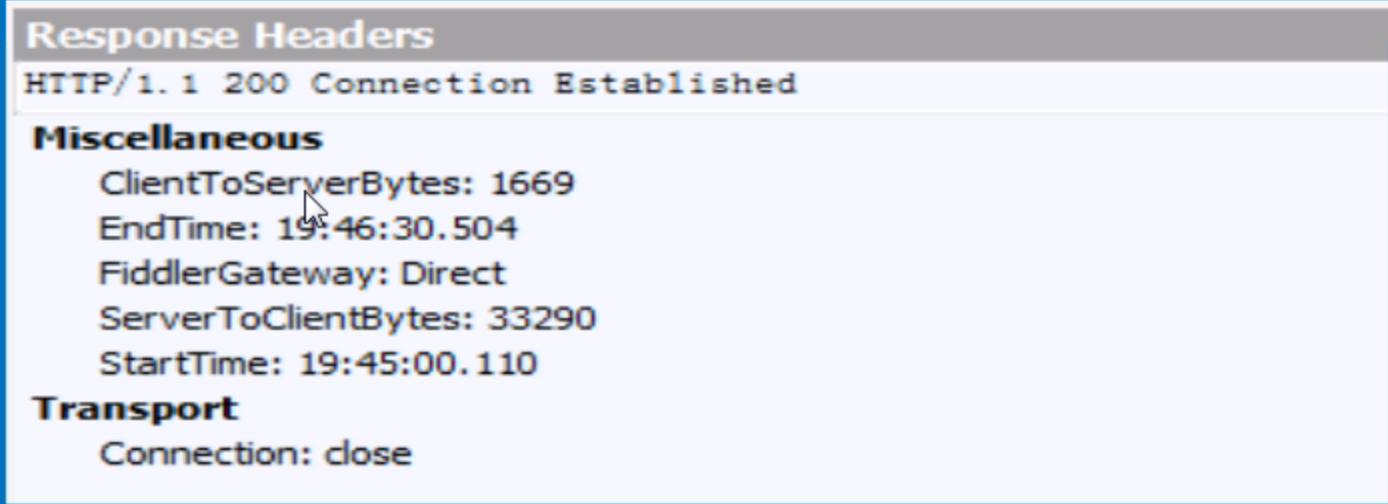 Response Headers
HTTP/1.1 200 Connection Established
Miscellaneous
ClientToServerBytes: 1669
EndTime: 19:46:30.504
FiddlerGateway: Direct
ServerToClientBytes: 33290
StartTime: 19:45:00.110
Transport
Connection: close